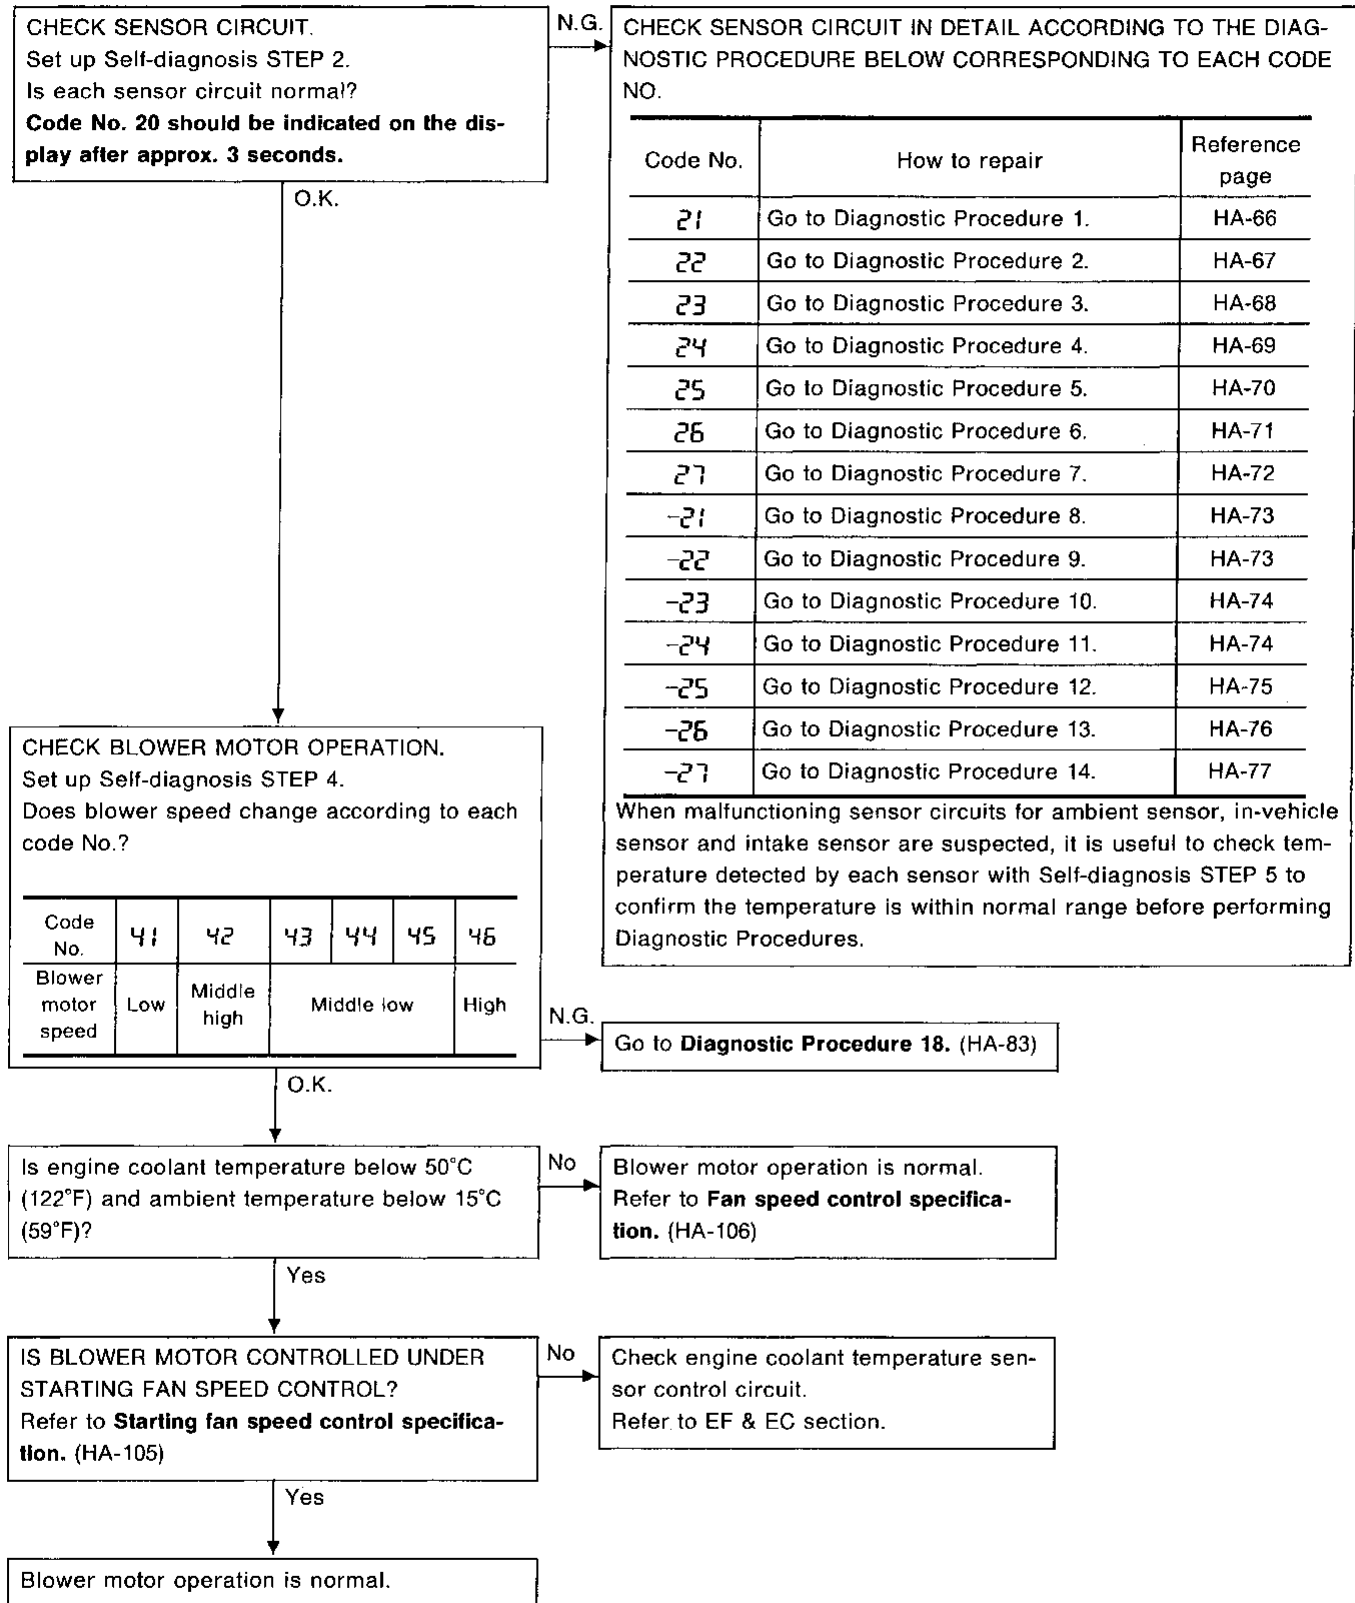 CHECK SENSOR CIRCUIT.
Set up Self-diagnosis STEP 2.
Is each sensor circuit normal?
Code No. 20 should be indicated on the dis-
play after approx. 3 seconds.
N.G.
CHECK SENSOR CIRCUIT IN DETAIL ACCORDING TO THE DIAG-
NOSTIC PROCEDURE BELOW CORRESPONDING TO EACH CODE
NO.
Code No. How to repair Reference page
21 Go to Diagnostic Procedure 1. HA-66
22 Go to Diagnostic Procedure 2. HA-67
23 Go to Diagnostic Procedure 3. HA-68
24 Go to Diagnostic Procedure 4. HA-69
25 Go to Diagnostic Procedure 5. HA-70
26 Go to Diagnostic Procedure 6. HA-71
27 Go to Diagnostic Procedure 7. HA-72
-21 Go to Diagnostic Procedure 8. HA-73
-22 Go to Diagnostic Procedure 9. HA-73
-23 Go to Diagnostic Procedure 10. HA-74
-24 Go to Diagnostic Procedure 11. HA-74
-25 Go to Diagnostic Procedure 12. HA-75
-26 Go to Diagnostic Procedure 13. HA-76
-27 Go to Diagnostic Procedure 14. HA-77
When malfunctioning sensor circuits for ambient sensor, in-vehicle
sensor and intake sensor are suspected, it is useful to check tem-
perature detected by each sensor with Self-diagnosis STEP 5 to
confirm the temperature is within normal range before performing
Diagnostic Procedures.
O.K.
CHECK BLOWER MOTOR OPERATION.
Set up Self-diagnosis STEP 4.
Does blower speed change according to each
code No.?
Code No. 41 42 43 44 45 46
Blower motor speed Low Middle high Middle low High
N.G.
Go to Diagnostic Procedure 18. (HA-83)
O.K.
Is engine coolant temperature below 50°C
(122°F) and ambient temperature below 15°C
(59°F)?
No
Blower motor operation is normal.
Refer to Fan speed control specifica-
tion. (HA-106)
Yes
IS BLOWER MOTOR CONTROLLED UNDER
STARTING FAN SPEED CONTROL?
Refer to Starting fan speed control specifica-
tion. (HA-105)
No
Check engine coolant temperature sen-
sor control circuit.
Refer to EF & EC section.
Yes
Blower motor operation is normal.